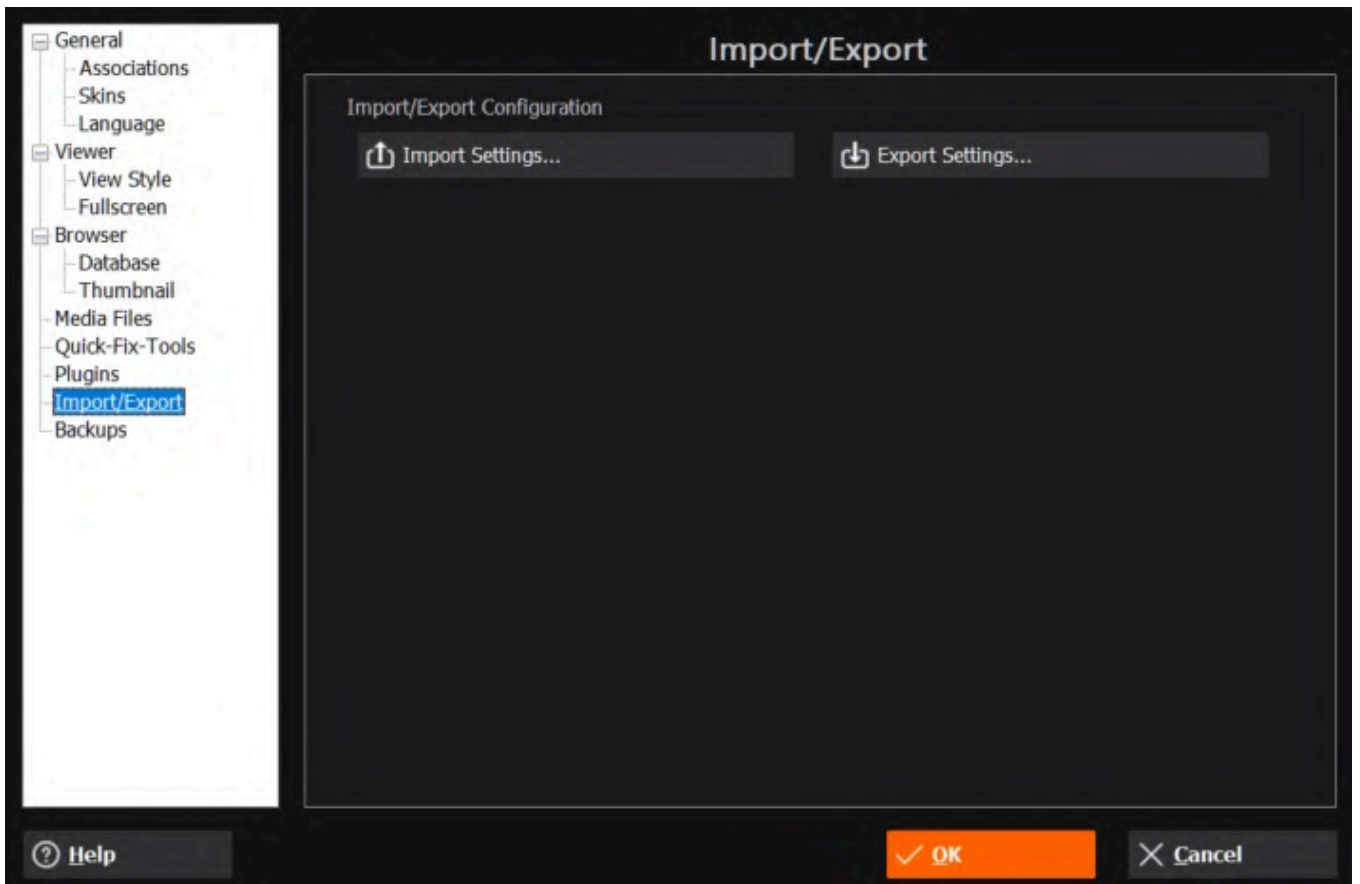 General
Associations
Skins
Language
Viewer
View Style
Fullscreen
Browser
Database
Thumbnail
Media Files
Quick-Fix-Tools
Plugins
Import/Export
Backups
Import/Export
Import/Export Configuration
Import Settings... Export Settings...
Help OK Cancel